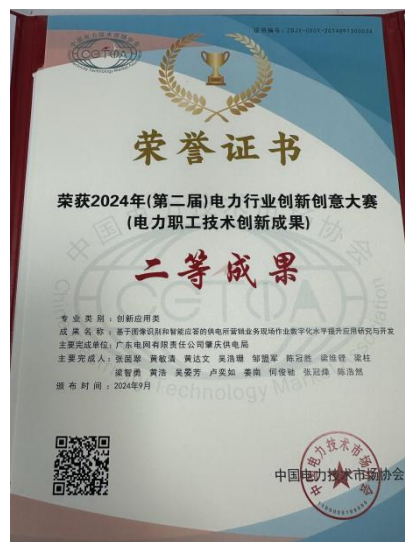 CETMA
荣誉证书
荣获2024年(第二届)电力行业创新创意大赛
(电力职工技术创新成果)
二等成果
专业类别:创新应用类
成果名称:基于图像识别和智能应答的供电所营销业务现场作业数字化水平提升应用研究与开发
主要完成单位:广东电网有限责任公司肇庆供电局
主要完成人:张茵翠 黄敏清 黄达文 吴浩珊 邹盟军 陈冠胜 梁维铿 梁柱
梁智勇 黄浩 吴晏芳 卢奕如 姜南 何俊驰 张冠烽 陈浩然
颁布时间:2024年9月
中国电力技术市场协会